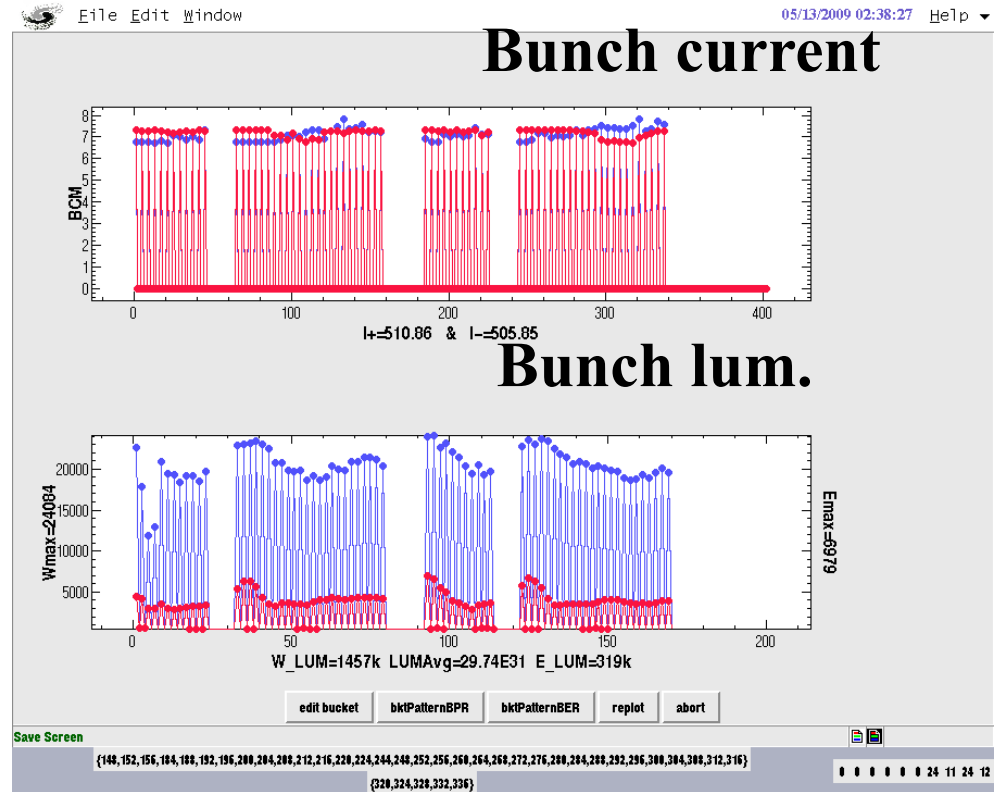 File Edit Window 05/13/2009 02:38:27 Help
Bunch current
8
7
6
5
4
3
2
1
0
BCM
0 100 200 300 400
I+=510.86 & I-=505.85
Bunch lum.
20000
15000
10000
5000
Wmax=24084
Emax=6979
0 50 100 150 200
W_LUM=1457k LUMAvg=29.74E31 E_LUM=319k
edit bucket bktPatternBPR bktPatternBER replot abort
Save Screen
{148,152,156,184,188,192,196,200,204,208,212,216,220,224,244,248,252,256,260,264,268,272,276,280,284,288,292,296,300,304,308,312,316}
{320,324,328,332,336}
0 0 0 0 0 0 24 11 24 12